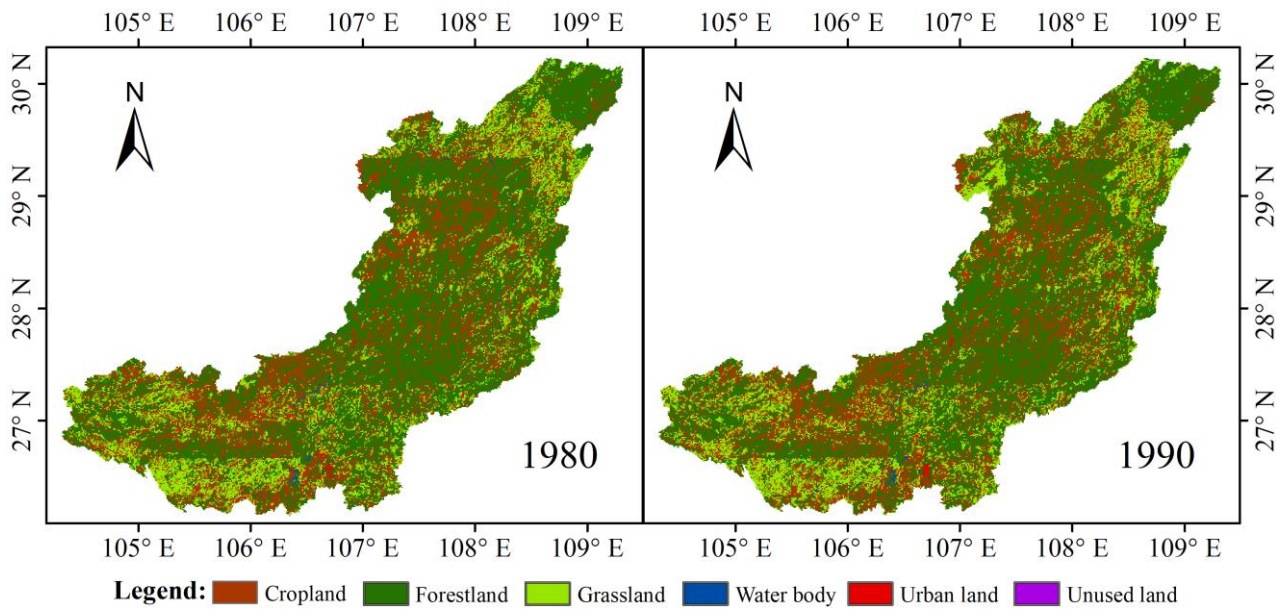 105° E 106° E 107° E 108° E 109° E 105° E 106° E 107° E 108° E 109° E
30° N 29° N 28° N 27° N
N
1980
N
1990
30° N 29° N 28° N 27° N
105° E 106° E 107° E 108° E 109° E 105° E 106° E 107° E 108° E 109° E
Legend: Cropland Forestland Grassland Water body Urban land Unused land